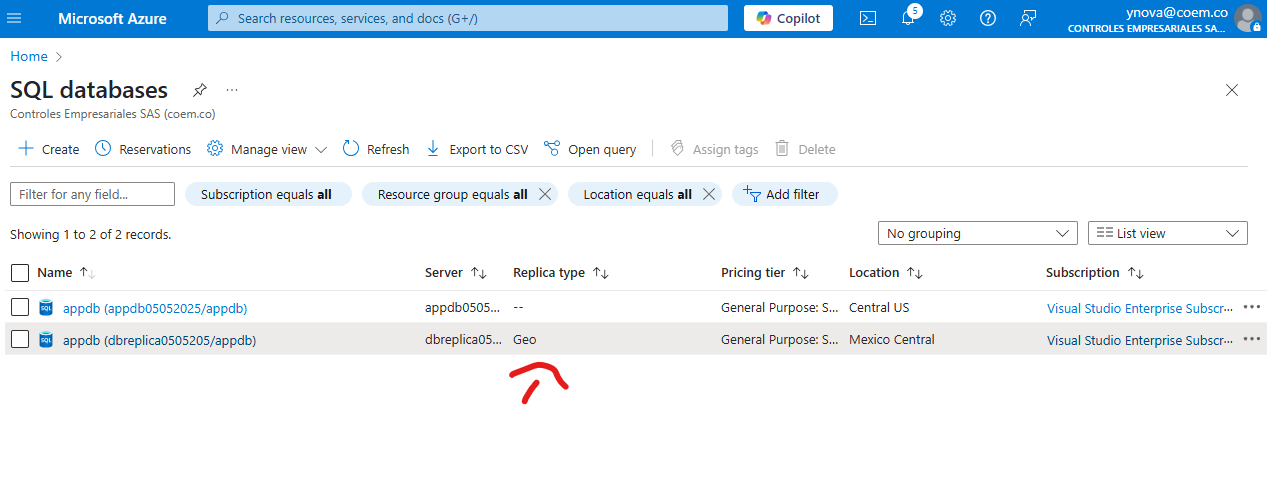 Microsoft Azure
Search resources, services, and docs (G+/)
Copilot
5
ynova@coem.co
CONTROLES EMPRESARIALES SA...
Home
SQL databases
Controles Empresariales SAS (coem.co)
Create
Reservations
Manage view
Refresh
Export to CSV
Open query
Assign tags
Delete
Filter for any field...
Subscription equals all
Resource group equals all
Location equals all
Add filter
Showing 1 to 2 of 2 records.
No grouping
List view
Name
Server
Replica type
Pricing tier
Location
Subscription
SQL
appdb (appdb05052025/appdb)
appdb0505...
--
General Purpose: S...
Central US
Visual Studio Enterprise Subscr...
SQL
appdb (dbreplica0505205/appdb)
dbreplica05...
Geo
General Purpose: S...
Mexico Central
Visual Studio Enterprise Subscr...